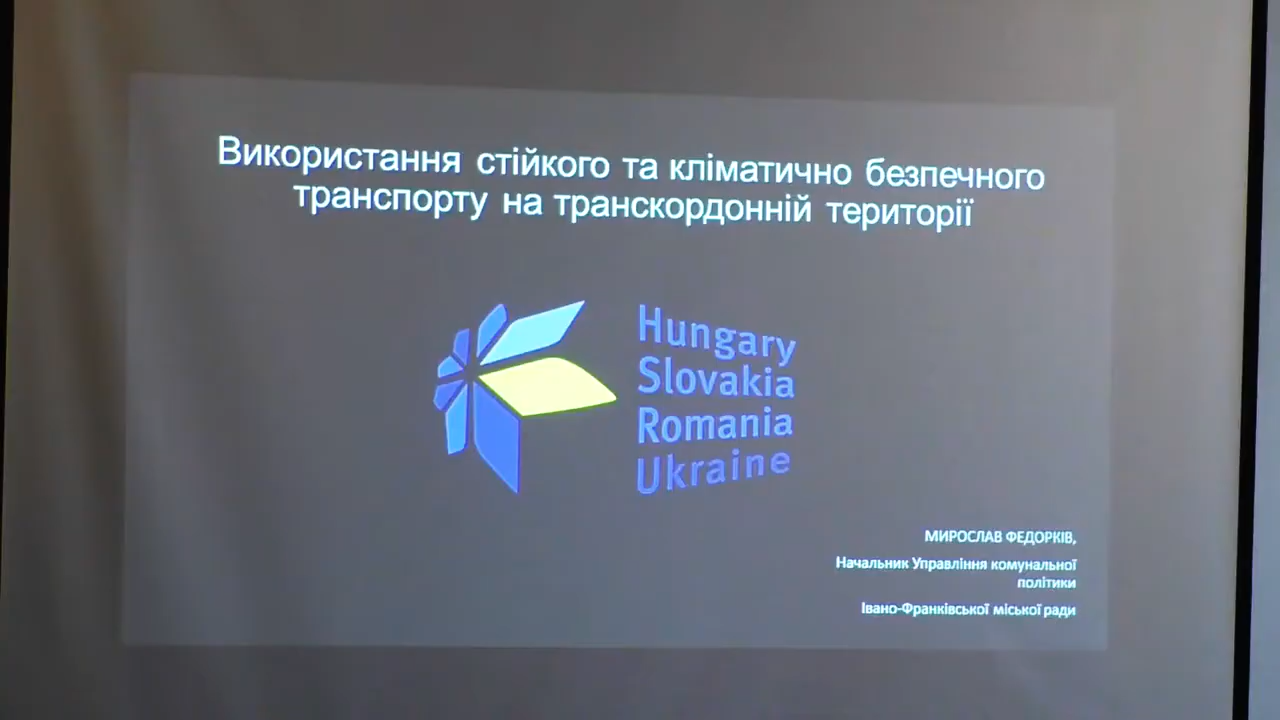 Використання стійкого та кліматично безпечного
транспорту на транскордонній території
Hungary
Slovakia
Romania
Ukraine
МИРОСЛАВ ФЕДОРКІВ,
Начальник Управління комунальної
політики
Івано-Франківської міської ради